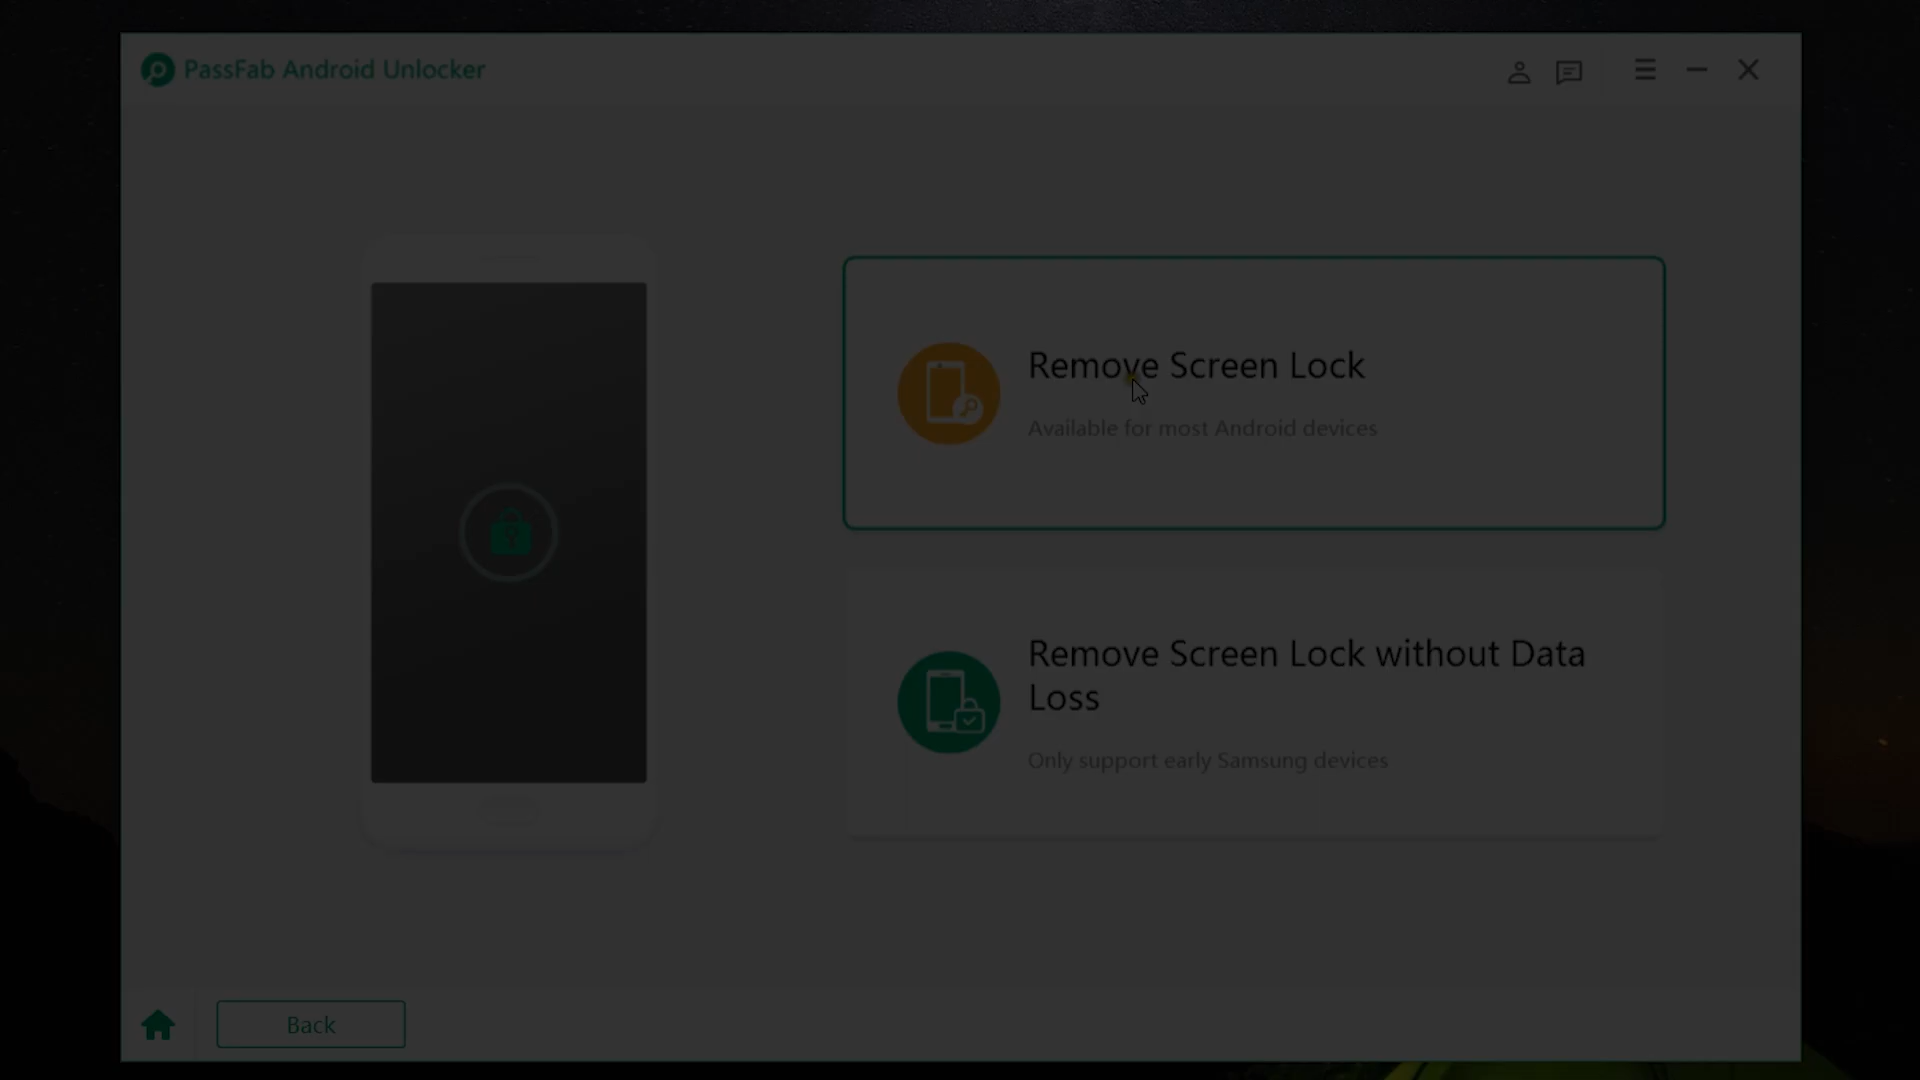 PassFab Android Unlocker
Remove Screen Lock
Available for most Android devices
Remove Screen Lock without Data
Loss
Only support early Samsung devices
Back